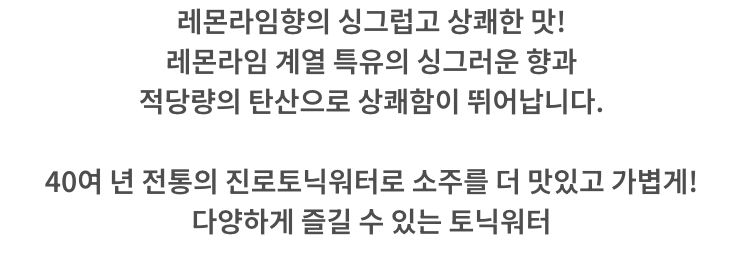 레몬라임향의 싱그럽고 상쾌한 맛!
레몬라임 계열 특유의 싱그러운 향과
적당량의 탄산으로 상쾌함이 뛰어납니다.
40여 년 전통의 진로토닉워터로 소주를 더 맛있고 가볍게!
다양하게 즐길 수 있는 토닉워터